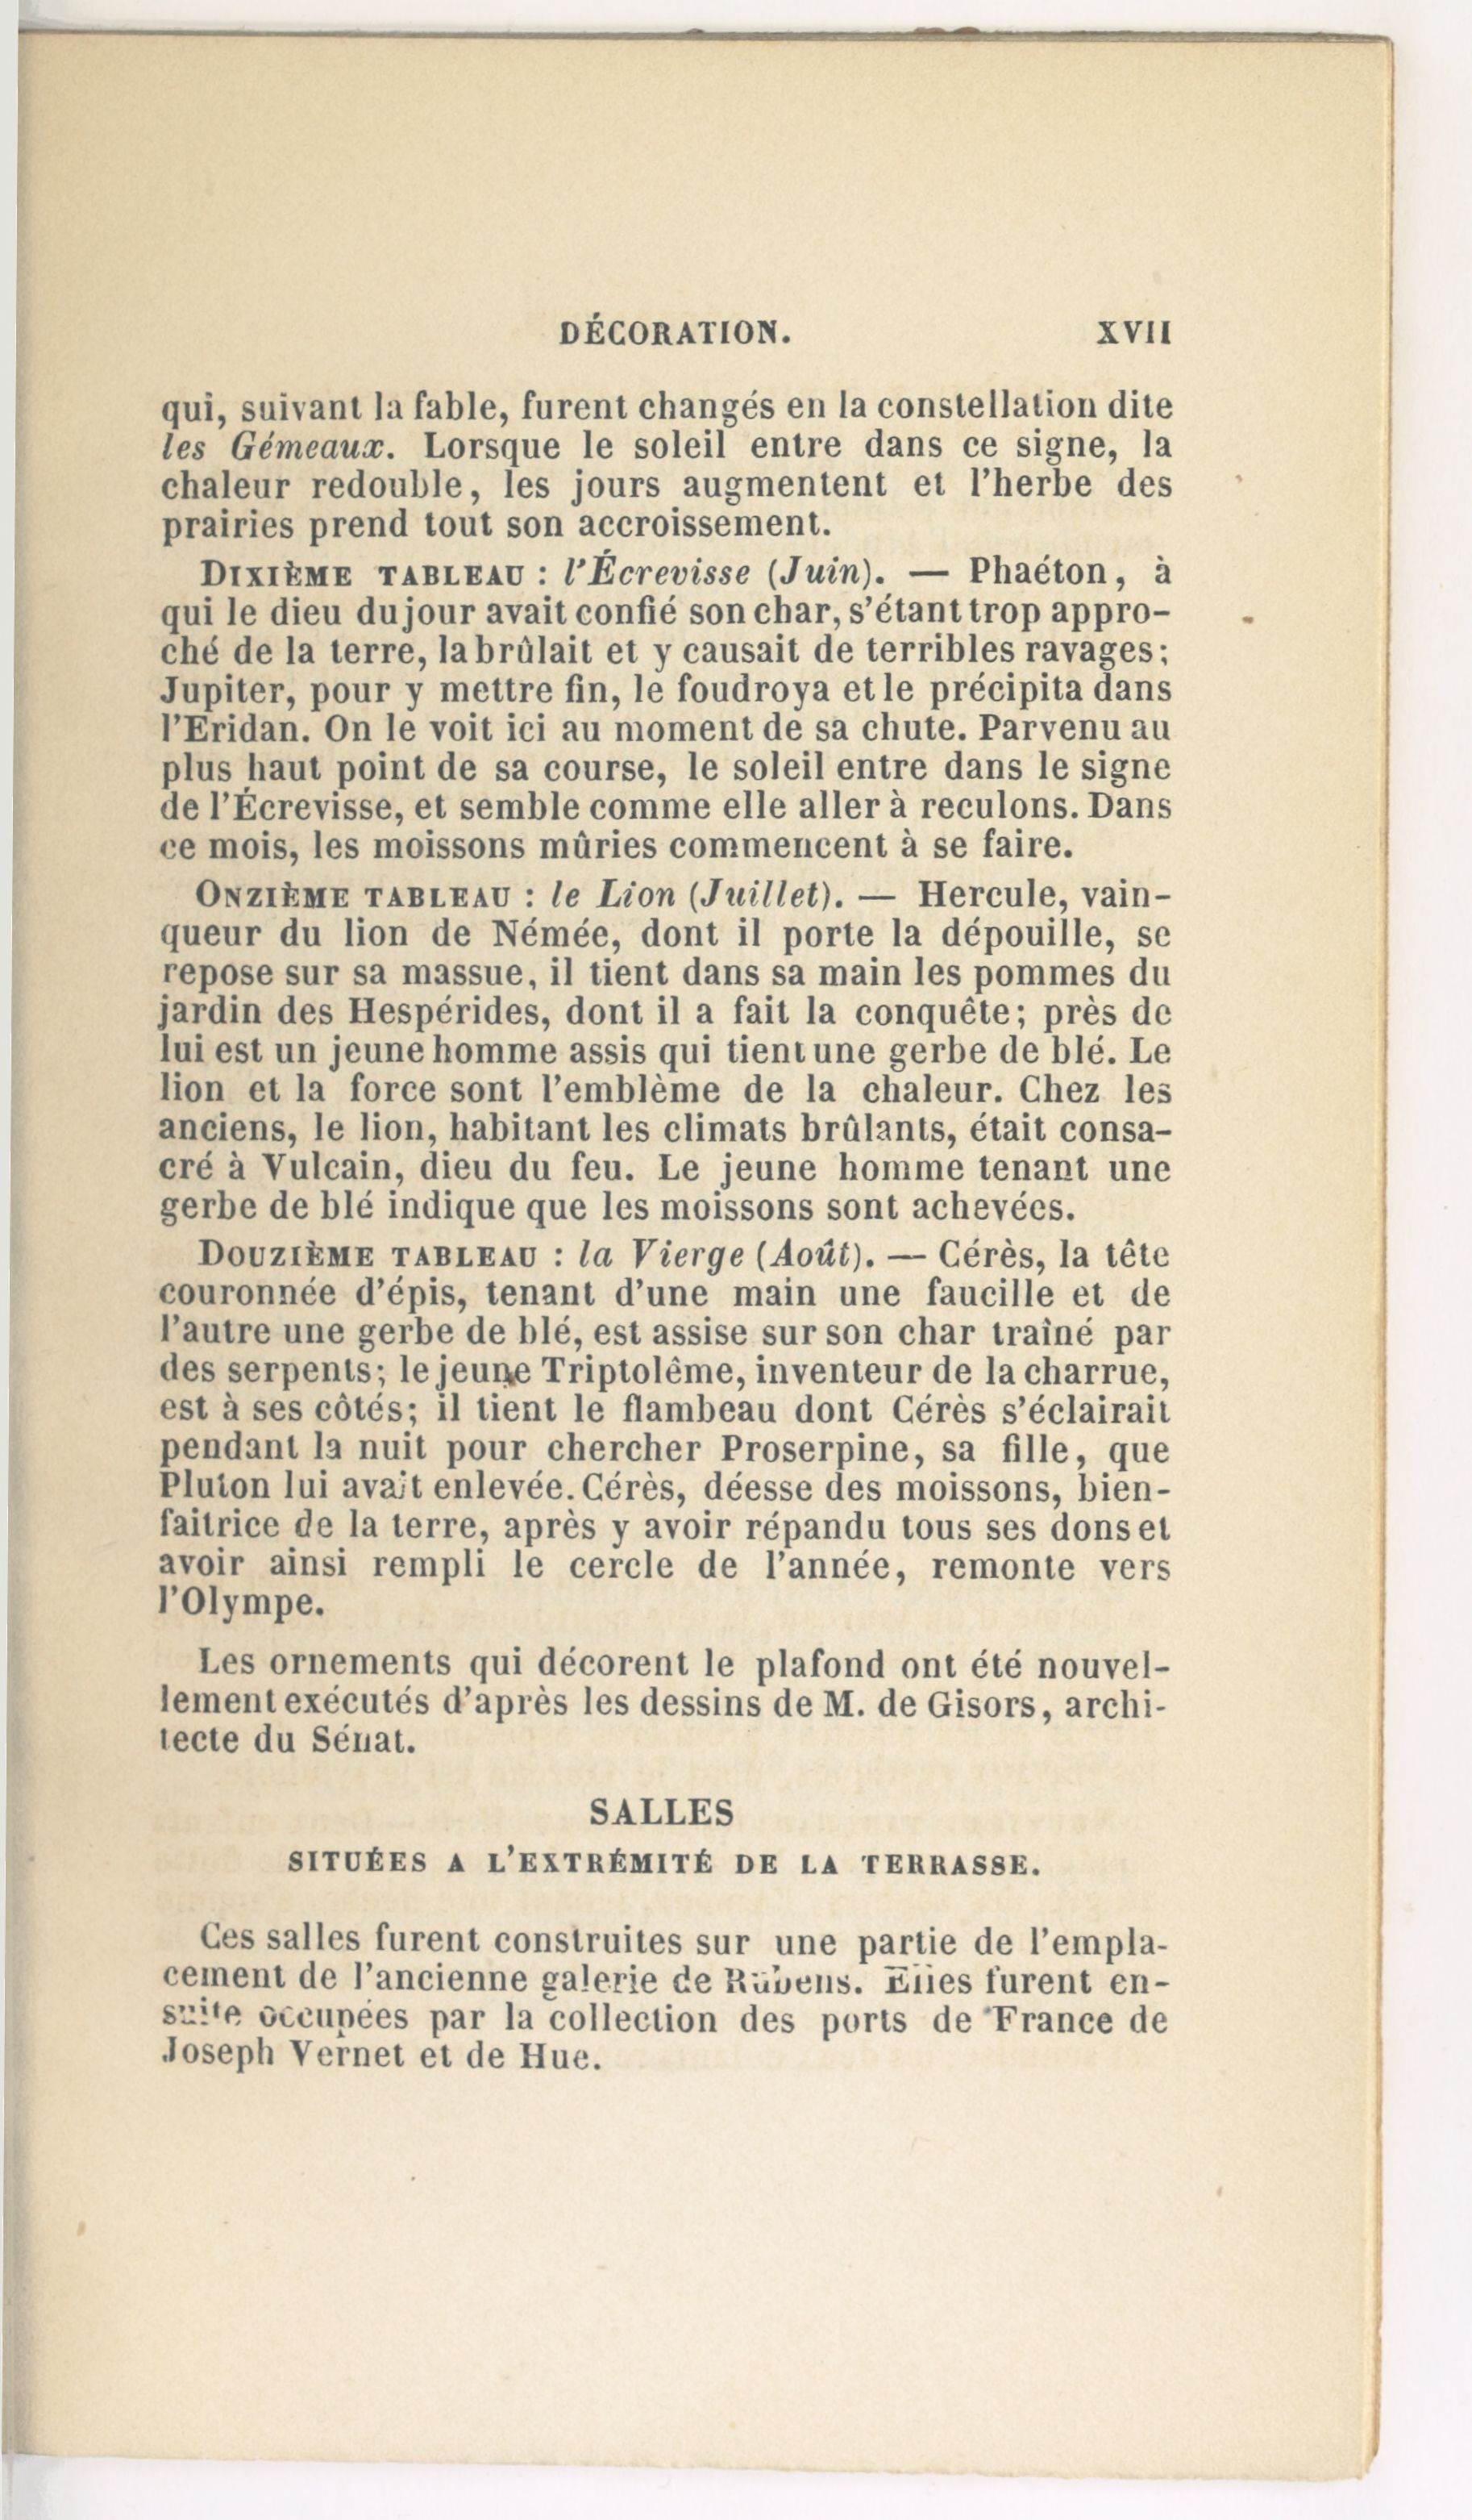 DÉCORATION. XVII
qui, suivant la fable, furent changés en la constellation dite
les Gémeaux. Lorsque le soleil entre dans ce signe, la
chaleur redouble, les jours augmentent et l'herbe des
prairies prend tout son accroissement.
DIXIÈME TABLEAU : l'Écrevisse (Juin). — Phaéton, à
qui le dieu du jour avait confié son char, s'étant trop appro-
ché de la terre, la brûlait et y causait de terribles ravages;
Jupiter, pour y mettre fin, le foudroya et le précipita dans
l'Eridan. On le voit ici au moment de sa chute. Parvenu au
plus haut point de sa course, le soleil entre dans le signe
de l'Écrevisse, et semble comme elle aller à reculons. Dans
ce mois, les moissons mûries commencent à se faire.
ONZIÈME TABLEAU : le Lion (Juillet). — Hercule, vain-
queur du lion de Némée, dont il porte la dépouille, se
repose sur sa massue, il tient dans sa main les pommes du
jardin des Hespérides, dont il a fait la conquête; près de
lui est un jeune homme assis qui tient une gerbe de blé. Le
lion et la force sont l'emblème de la chaleur. Chez les
anciens, le lion, habitant les climats brûlants, était consa-
cré à Vulcain, dieu du feu. Le jeune homme tenant une
gerbe de blé indique que les moissons sont achevées.
DOUZIÈME TABLEAU : la Vierge (Août). — Cérès, la tête
couronnée d'épis, tenant d'une main une faucille et de
l'autre une gerbe de blé, est assise sur son char traîné par
des serpents; le jeune Triptolême, inventeur de la charrue,
est à ses côtés; il tient le flambeau dont Cérès s'éclairait
pendant la nuit pour chercher Proserpine, sa fille, que
Pluton lui avait enlevée. Cérès, déesse des moissons, bien-
faitrice de la terre, après y avoir répandu tous ses dons et
avoir ainsi rempli le cercle de l'année, remonte vers
l'Olympe.
Les ornements qui décorent le plafond ont été nouvel-
lement exécutés d'après les dessins de M. de Gisors, archi-
tecte du Sénat.
SALLES
SITUÉES A L'EXTRÉMITÉ DE LA TERRASSE.
Ces salles furent construites sur une partie de l'empla-
cement de l'ancienne galerie de Rubens. Elles furent en-
suite occupées par la collection des ports de France de
Joseph Vernet et de Hue.